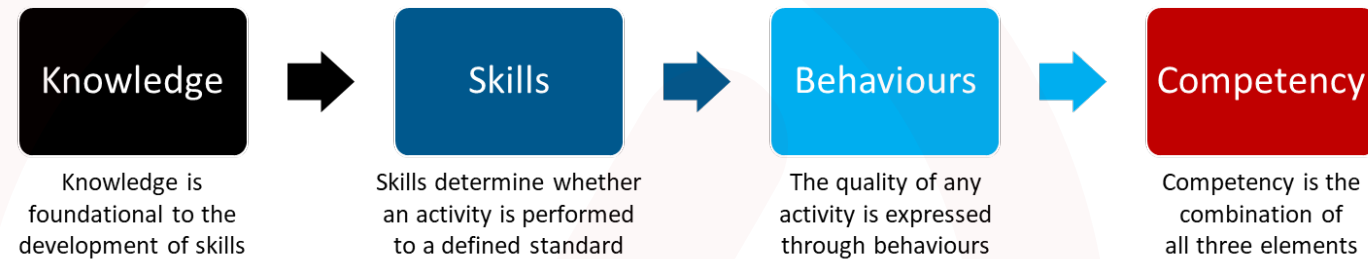 Knowledge
Skills
Behaviours
Competency
Knowledge is
foundational to the
development of skills
Skills determine whether
an activity is performed
to a defined standard
The quality of any
activity is expressed
through behaviours
Competency is the
combination of
all three elements